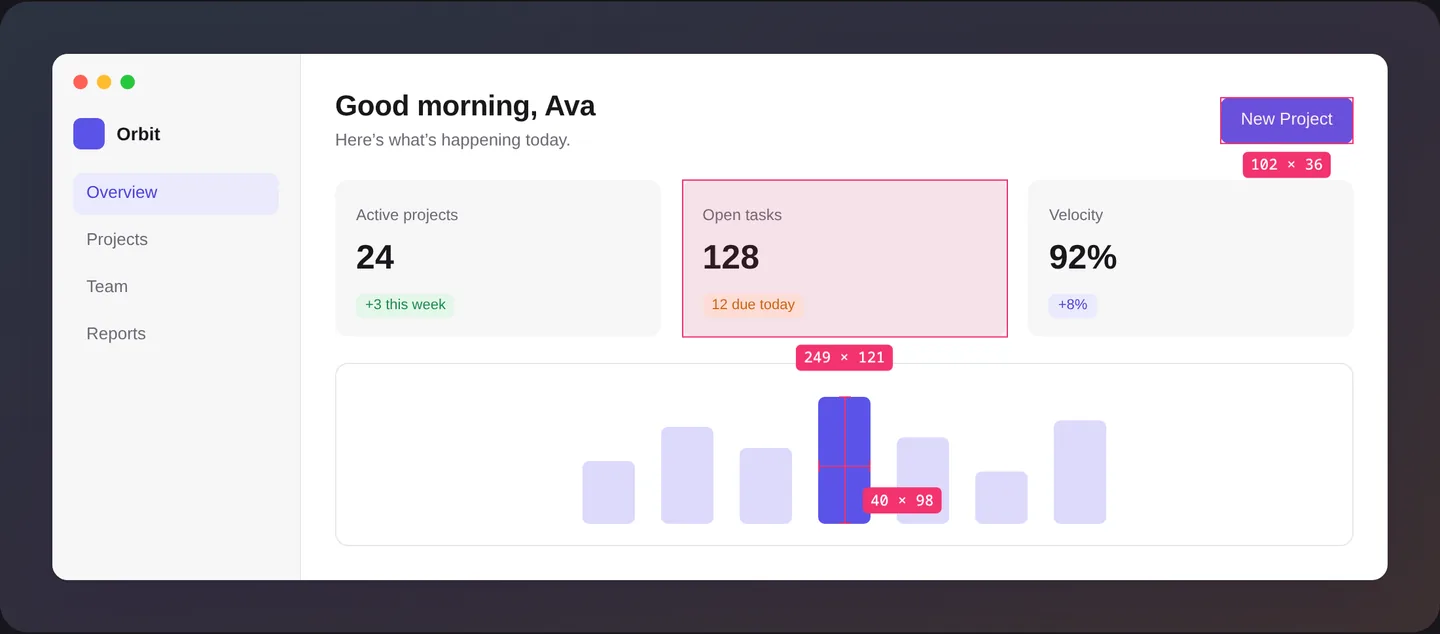 Orbit
Overview
Projects
Team
Reports
Good morning, Ava
Here’s what’s happening today.
New Project
102 × 36
Active projects
24
+3 this week
Open tasks
128
12 due today
Velocity
92%
+8%
249 × 121
40 × 98